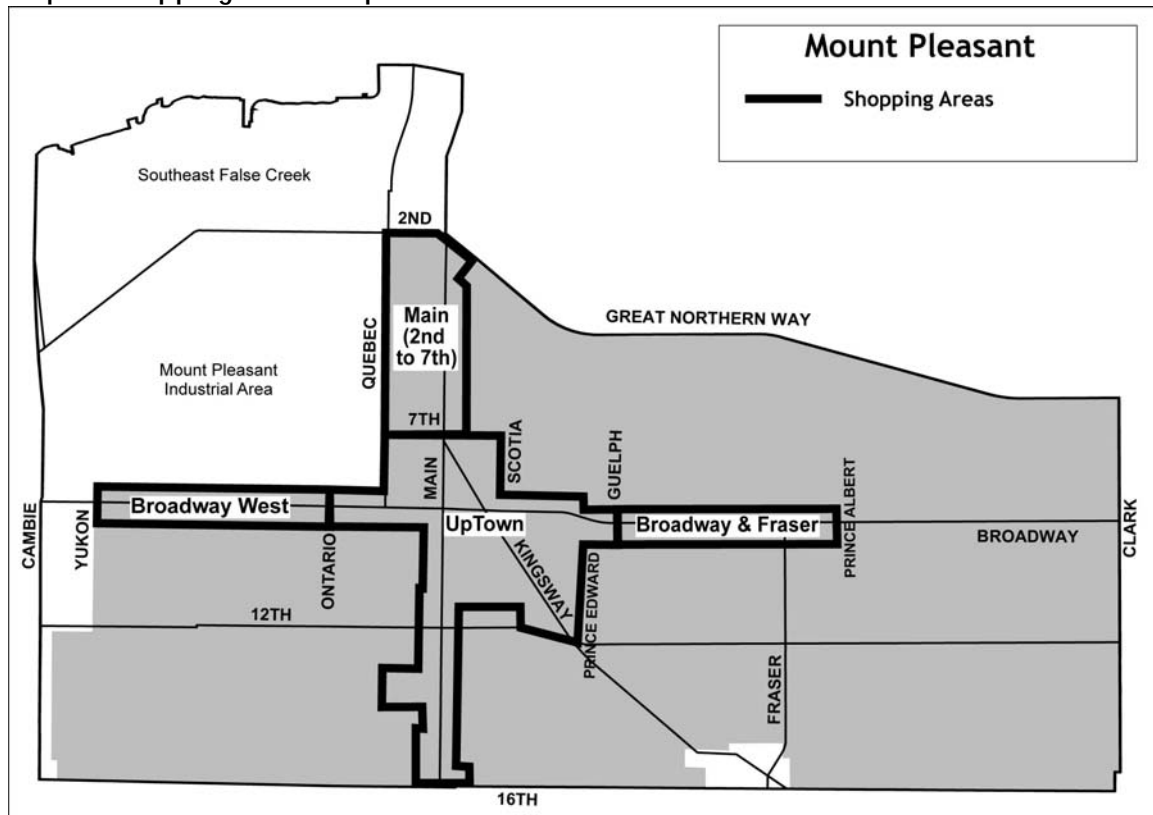 Mount Pleasant
Shopping Areas
Southeast False Creek
2ND
GREAT NORTHERN WAY
Main
(2nd
to 7th)
QUEBEC
Mount Pleasant
Industrial Area
7TH
SCOTIA
MAIN
GUELPH
PRINCE ALBERT
CAMBIE
YUKON
Broadway West
ONTARIO
UpTown
Broadway & Fraser
BROADWAY
CLARK
KINGSWAY
PRINCE EDWARD
12TH
FRASER
16TH